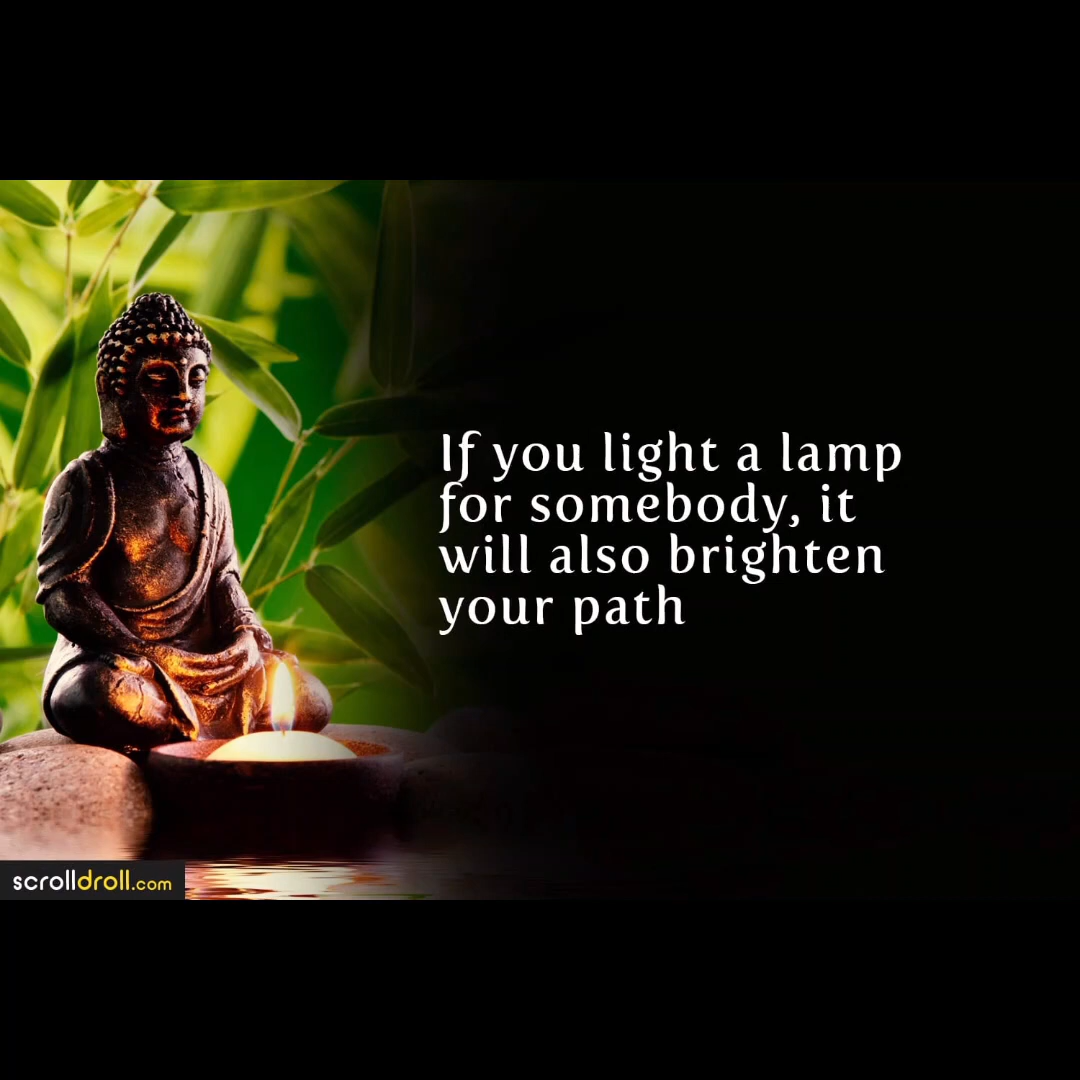 If you light a lamp
for somebody, it
will also brighten
your path
scrolldroll.com